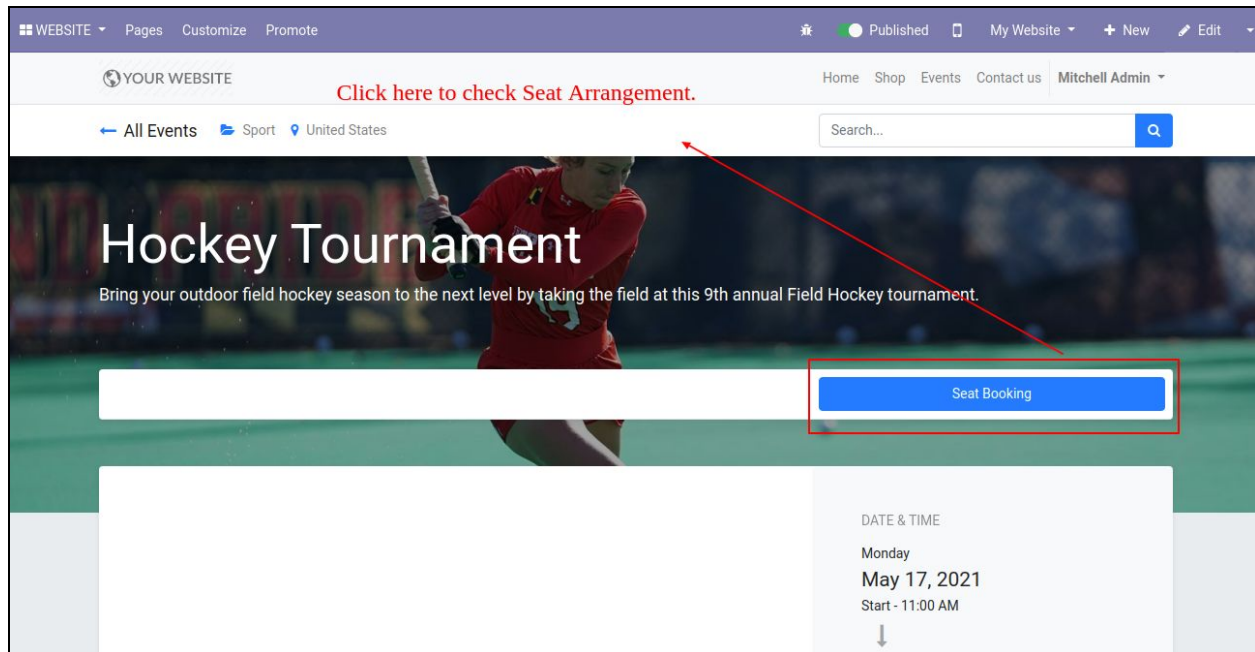 WEBSITE Pages Customize Promote Published My Website + New Edit
YOUR WEBSITE Home Shop Events Contact us Mitchell Admin
Click here to check Seat Arrangement.
All Events Sport United States Search...
Hockey Tournament
Bring your outdoor field hockey season to the next level by taking the field at this 9th annual Field Hockey tournament.
Seat Booking
DATE & TIME
Monday
May 17, 2021
Start - 11:00 AM